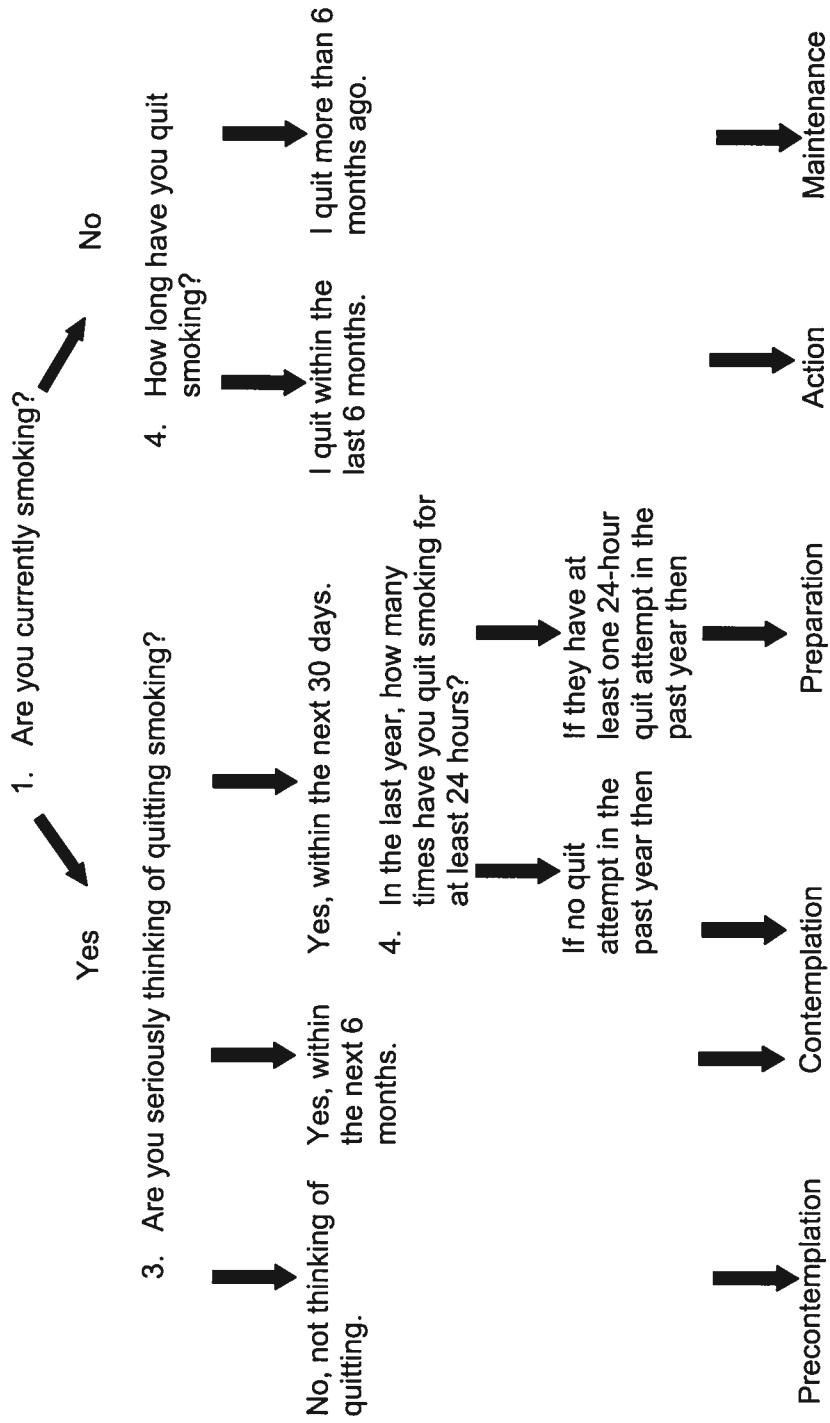 1. Are you currently smoking?
Yes
No
3. Are you seriously thinking of quitting smoking?
4. How long have you quit
smoking?
No, not thinking of
quitting.
Yes, within
the next 6
months.
Yes, within the next 30 days.
I quit within the
last 6 months.
I quit more than 6
months ago.
4. In the last year, how many
times have you quit smoking for
at least 24 hours?
If no quit
attempt in the
past year then
If they have at
least one 24-hour
quit attempt in the
past year then
Precontemplation
Contemplation
Preparation
Action
Maintenance